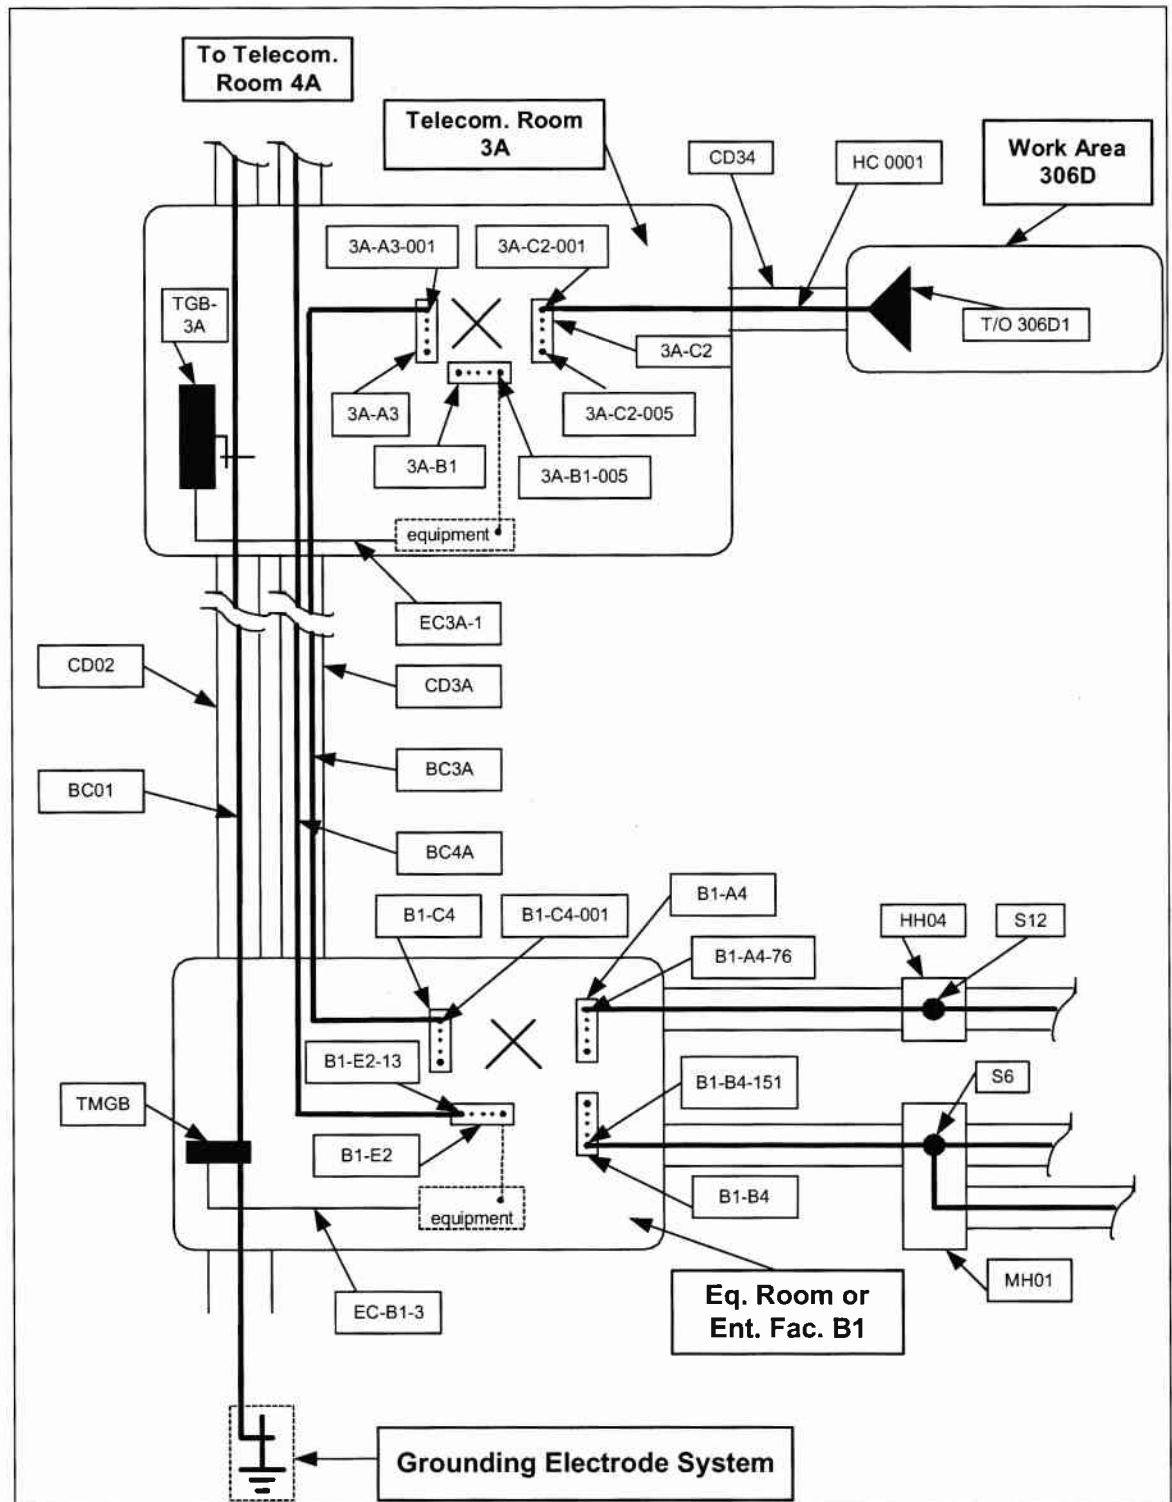 To Telecom.
Room 4A
Telecom. Room
3A
CD34
HC 0001
Work Area
306D
3A-A3-001
3A-C2-001
TGB-
3A
T/O 306D1
3A-C2
3A-A3
3A-C2-005
3A-B1
3A-B1-005
equipment
EC3A-1
CD02
CD3A
BC3A
BC01
BC4A
B1-A4
B1-C4
B1-C4-001
HH04
S12
B1-A4-76
B1-E2-13
B1-B4-151
S6
TMGB
B1-E2
B1-B4
equipment
MH01
EC-B1-3
Eq. Room or
Ent. Fac. B1
Grounding Electrode System